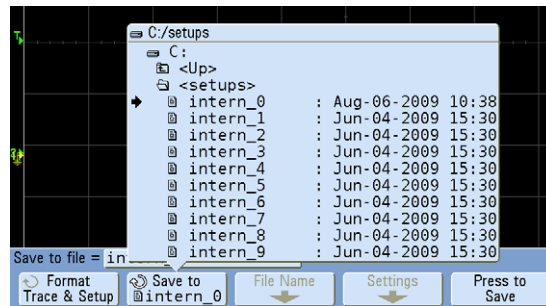 C:/setups
C:
<Up>
<setups>
intern_0 : Aug-06-2009 10:38
intern_1 : Jun-04-2009 15:30
intern_2 : Jun-04-2009 15:30
intern_3 : Jun-04-2009 15:30
intern_4 : Jun-04-2009 15:30
intern_5 : Jun-04-2009 15:30
intern_6 : Jun-04-2009 15:30
intern_7 : Jun-04-2009 15:30
intern_8 : Jun-04-2009 15:30
intern_9 : Jun-04-2009 15:30
Save to file = in
Format
Trace & Setup
Save to
intern_0
File Name
Settings
Press to
Save